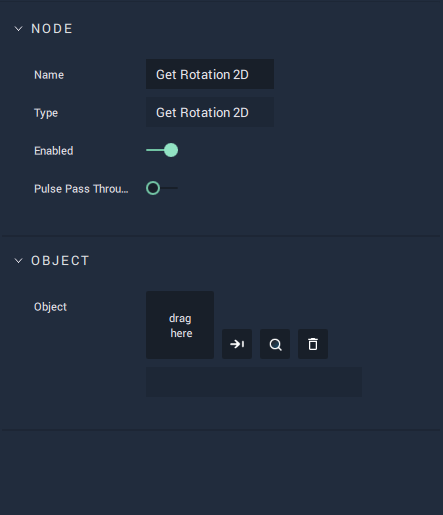 NODE
Name Get Rotation 2D
Type Get Rotation 2D
Enabled
Pulse Pass Throu...
OBJECT
Object
drag
here